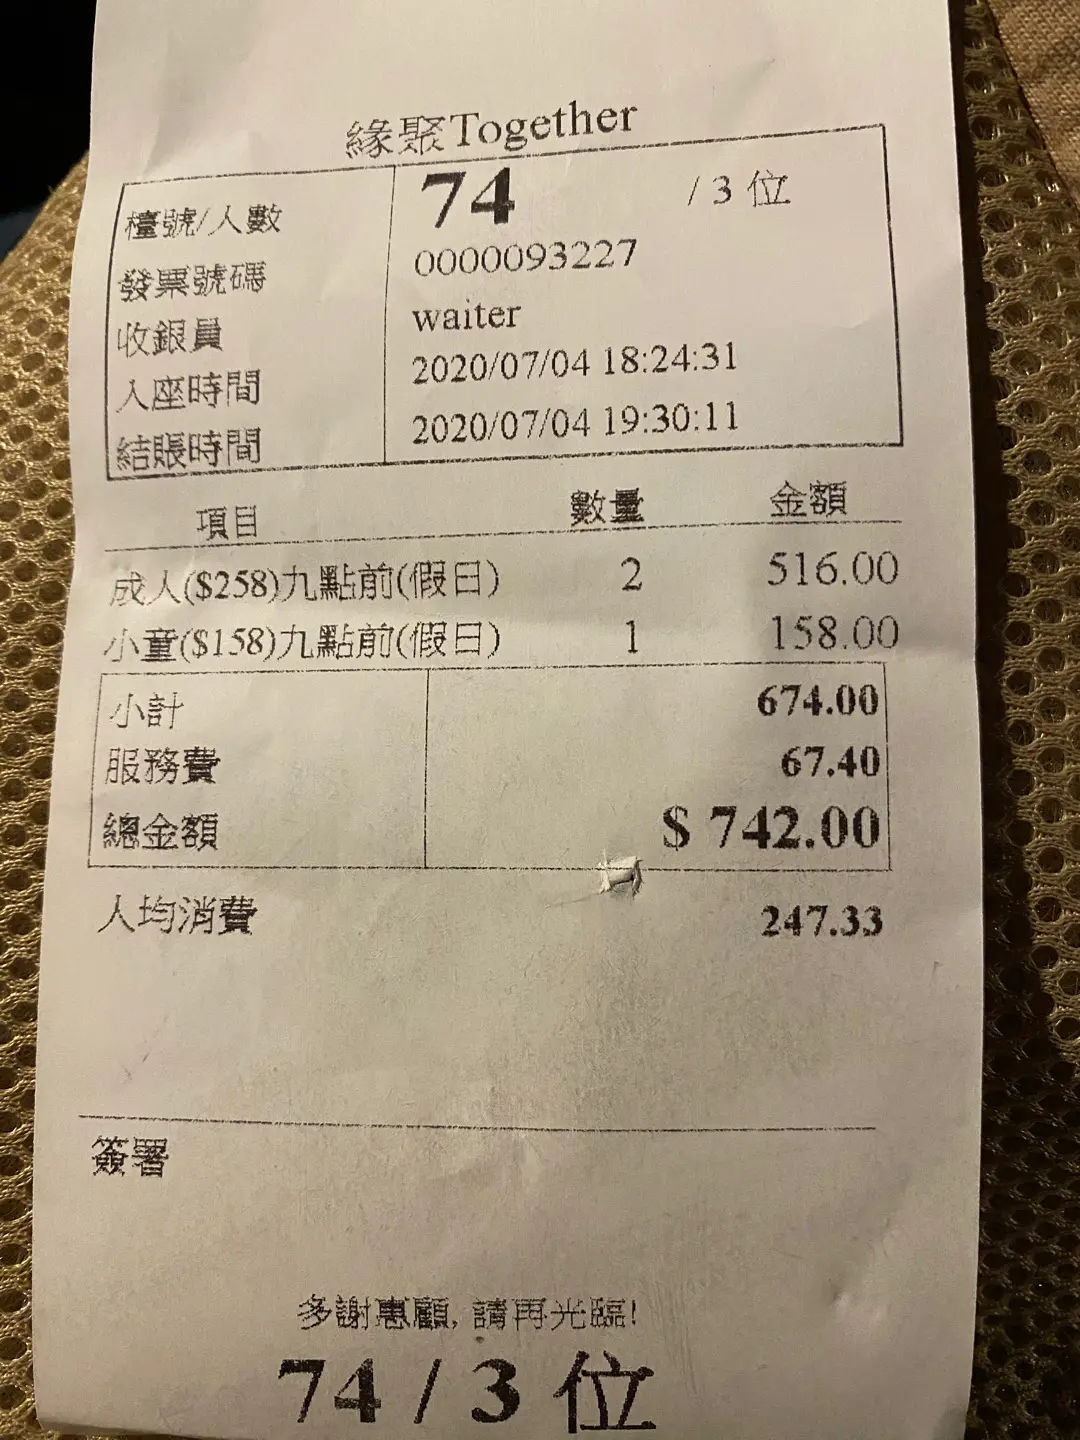 緣聚Together
檯號/人數 74 / 3 位
發票號碼 0000093227
收銀員 waiter
入座時間 2020/07/04 18:24:31
結賬時間 2020/07/04 19:30:11
項目 數量 金額
成人($258)九點前(假日) 2 516.00
小童($158)九點前(假日) 1 158.00
小計 674.00
服務費 67.40
總金額 $ 742.00
人均消費 247.33
簽署
多謝惠顧, 請再光臨!
74 / 3 位